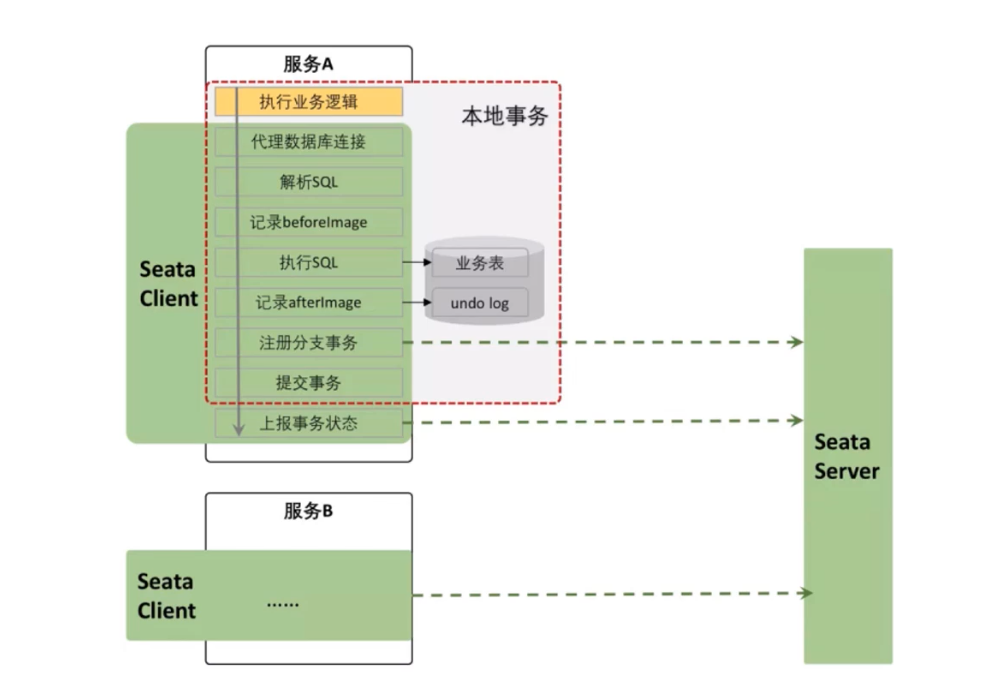 服务A
执行业务逻辑
本地事务
代理数据库连接
解析SQL
记录beforeImage
Seata
Client
执行SQL
业务表
记录afterImage
undo log
注册分支事务
提交事务
上报事务状态
Seata
Server
服务B
Seata
Client
......